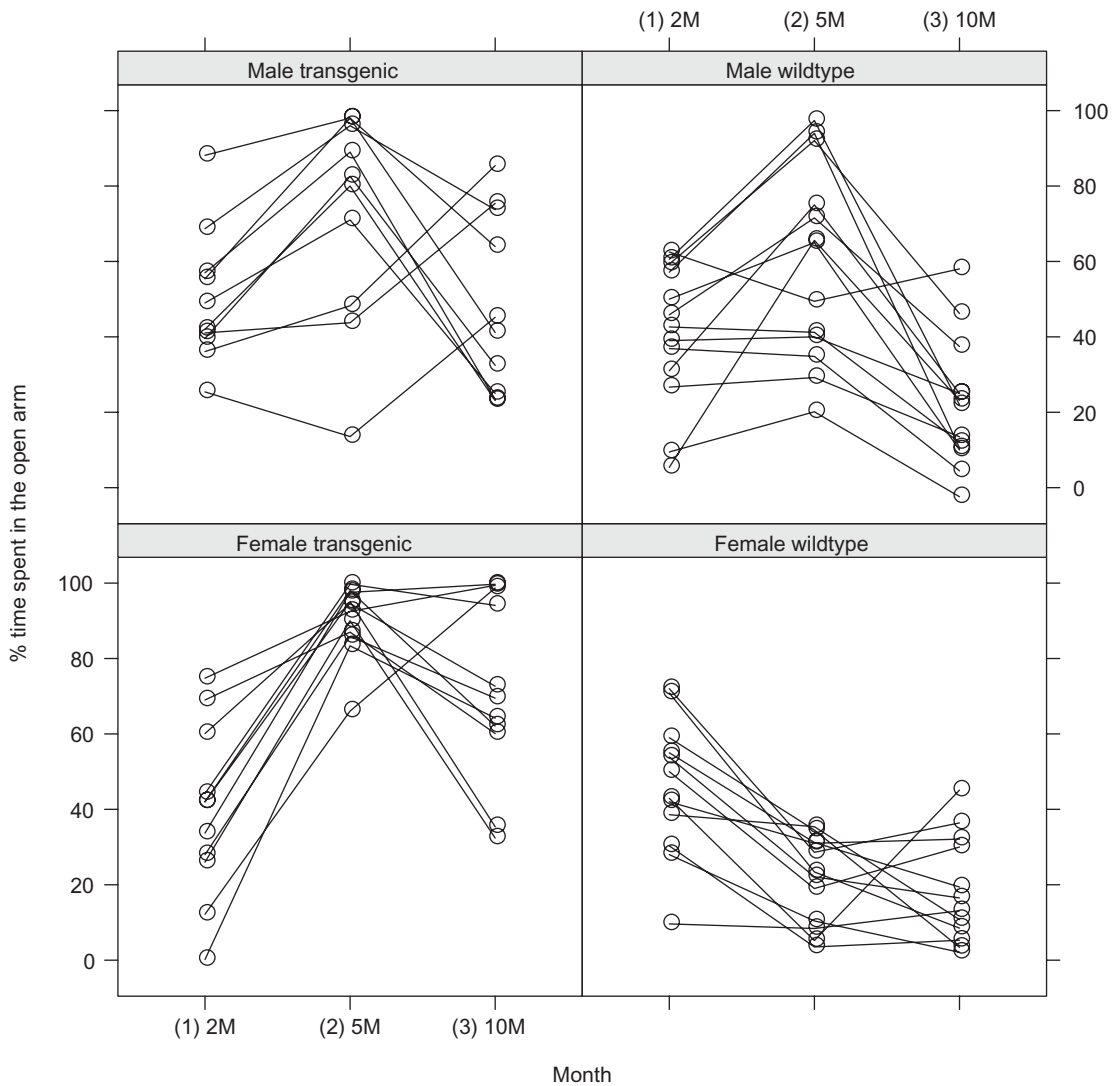 (1) 2M (2) 5M (3) 10M
Male transgenic Male wildtype
100
80
60
40
20
0
Female transgenic Female wildtype
100
80
60
40
20
0
% time spent in the open arm
(1) 2M (2) 5M (3) 10M
Month